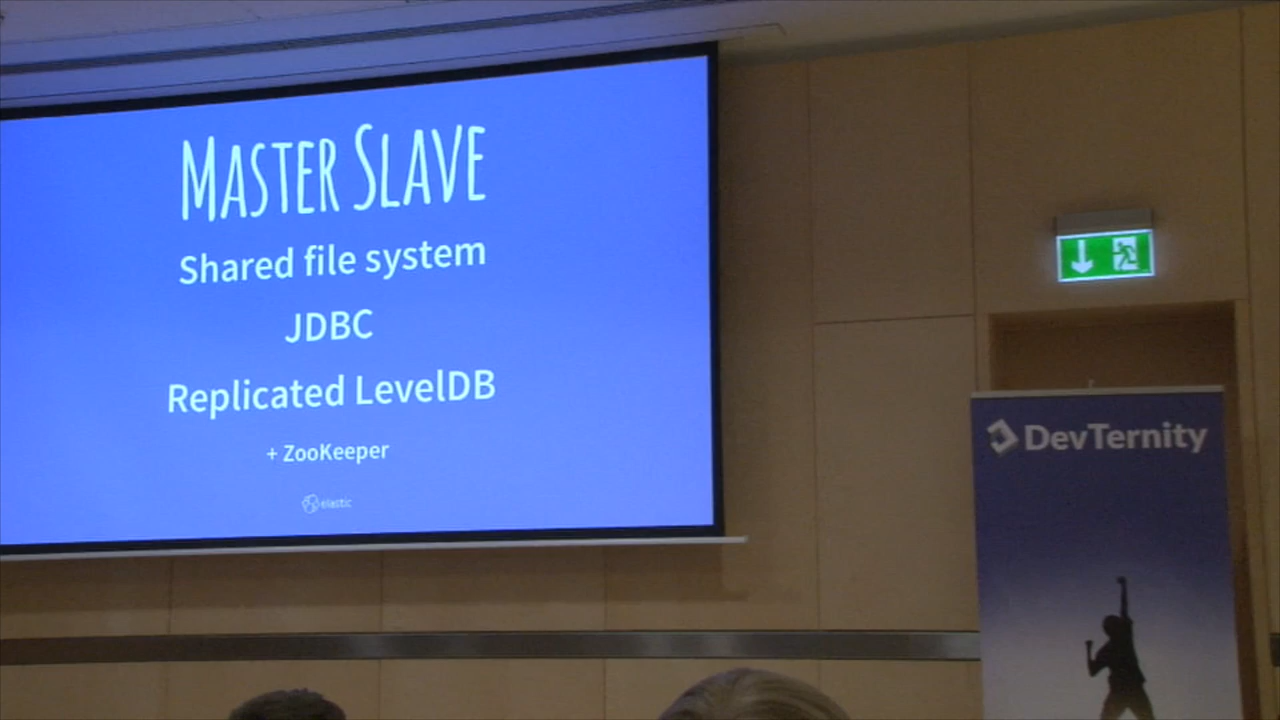 MASTER SLAVE
Shared file system
JDBC
Replicated LevelDB
+ ZooKeeper
elastic
DevTernity